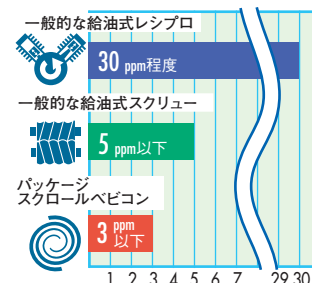 一般的な給油式レシプロ
30 ppm程度
一般的な給油式スクリュー
5 ppm以下
パッケージ
スクロールベビコン
3 ppm以下
1 2 3 4 5 6 7 29 30